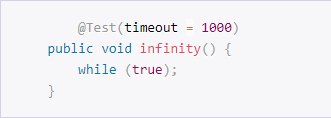 @Test(timeout = 1000)
public void infinity() {
while (true);
}